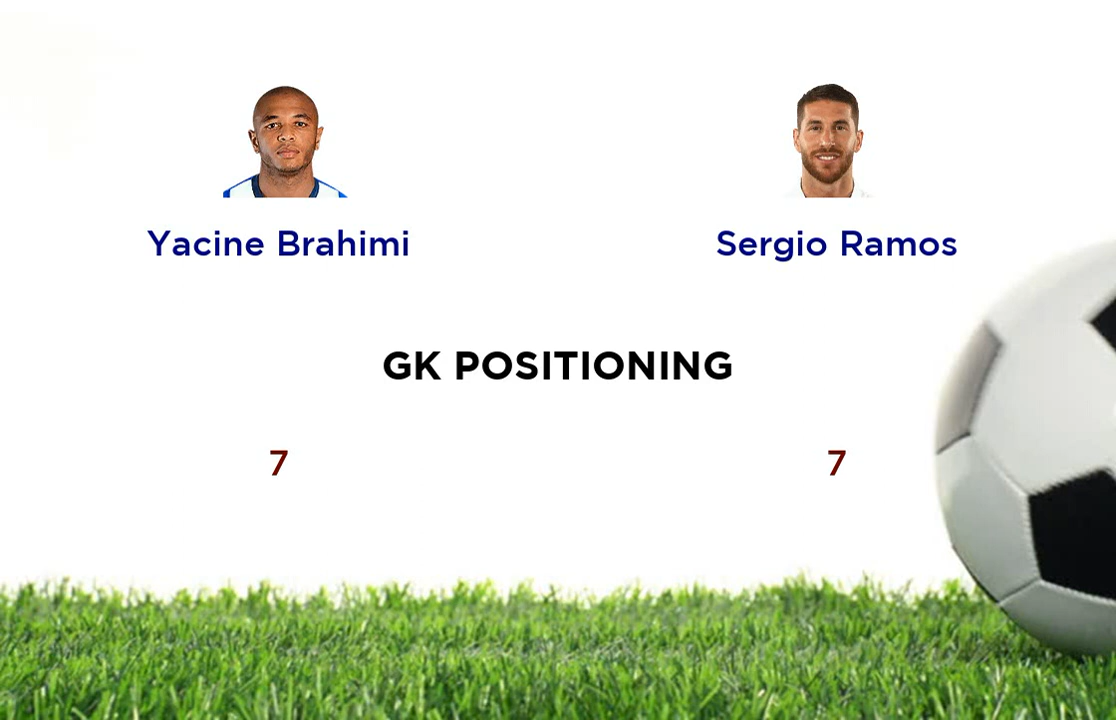 Yacine Brahimi
Sergio Ramos
GK POSITIONING
7
7